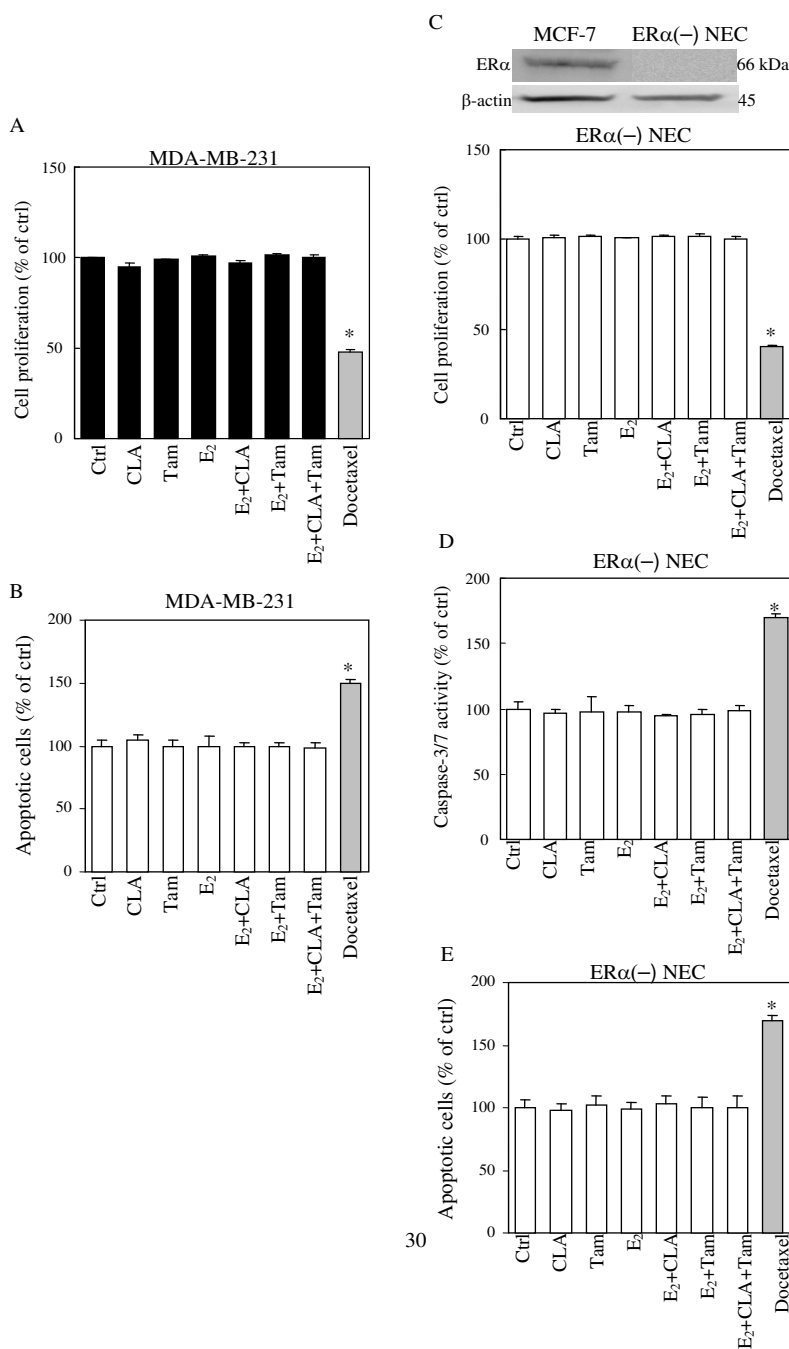 A
MDA-MB-231
Cell proliferation (% of ctrl)
150
100
50
0
*
Ctrl
CLA
Tam
E₂
E₂+CLA
E₂+Tam
E₂+CLA+Tam
Docetaxel
B
MDA-MB-231
Apoptotic cells (% of ctrl)
200
150
100
50
0
*
Ctrl
CLA
Tam
E₂
E₂+CLA
E₂+Tam
E₂+CLA+Tam
Docetaxel
C
MCF-7 ERα(−) NEC
ERα 66 kDa
β-actin 45
ERα(−) NEC
Cell proliferation (% of ctrl)
150
100
50
0
*
Ctrl
CLA
Tam
E₂
E₂+CLA
E₂+Tam
E₂+CLA+Tam
Docetaxel
D
ERα(−) NEC
Caspase-3/7 activity (% of ctrl)
200
150
100
50
0
*
Ctrl
CLA
Tam
E₂
E₂+CLA
E₂+Tam
E₂+CLA+Tam
Docetaxel
E
ERα(−) NEC
Apoptotic cells (% of ctrl)
200
150
100
50
0
*
Ctrl
CLA
Tam
E₂
E₂+CLA
E₂+Tam
E₂+CLA+Tam
Docetaxel
30